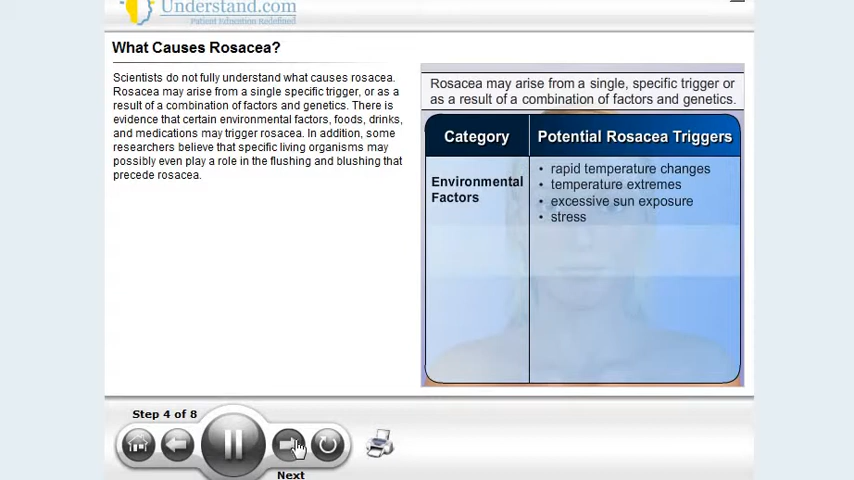 Understand.com
Patient Education Redefined
What Causes Rosacea?
Scientists do not fully understand what causes rosacea.
Rosacea may arise from a single specific trigger, or as a
result of a combination of factors and genetics. There is
evidence that certain environmental factors, foods, drinks,
and medications may trigger rosacea. In addition, some
researchers believe that specific living organisms may
possibly even play a role in the flushing and blushing that
precede rosacea.
Rosacea may arise from a single, specific trigger or
as a result of a combination of factors and genetics.
Category
Potential Rosacea Triggers
Environmental
Factors
• rapid temperature changes
• temperature extremes
• excessive sun exposure
• stress
Step 4 of 8
Next